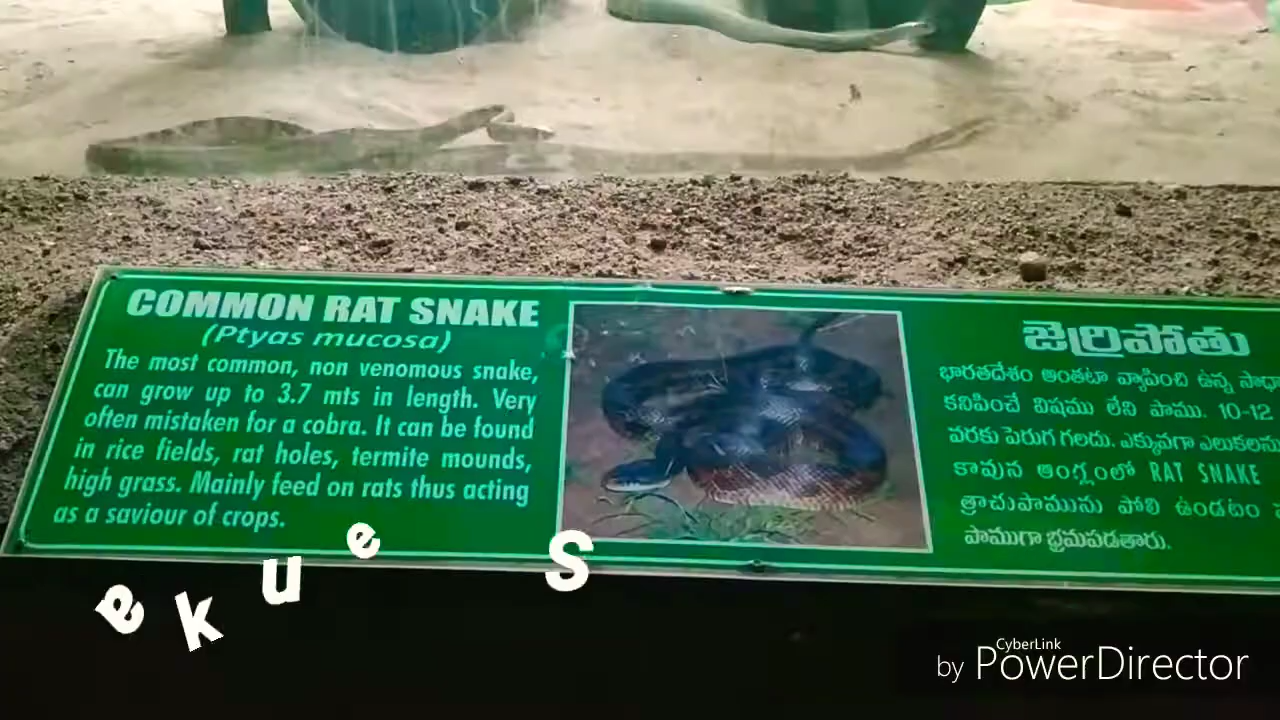 COMMON RAT SNAKE
(Ptyas mucosa)
The most common, non venomous snake,
can grow up to 3.7 mts in length. Very
often mistaken for a cobra. It can be found
in rice fields, rat holes, termite mounds,
high grass. Mainly feed on rats thus acting
as a saviour of crops.
జెర్రిపోతు
భారతదేశం అంతటా వ్యాపించి ఉన్న
కనిపించే విషము లేని పాము. 10-12
వరకు పెరుగ గలదు. ఎక్కువగా ఎలుకలను
కావున ఆంగ్లంలో RAT SNAKE
త్రాచుపామును పోలి ఉండటం
పాముగా భ్రమపడతారు.
a k u e s
CyberLink
by PowerDirector